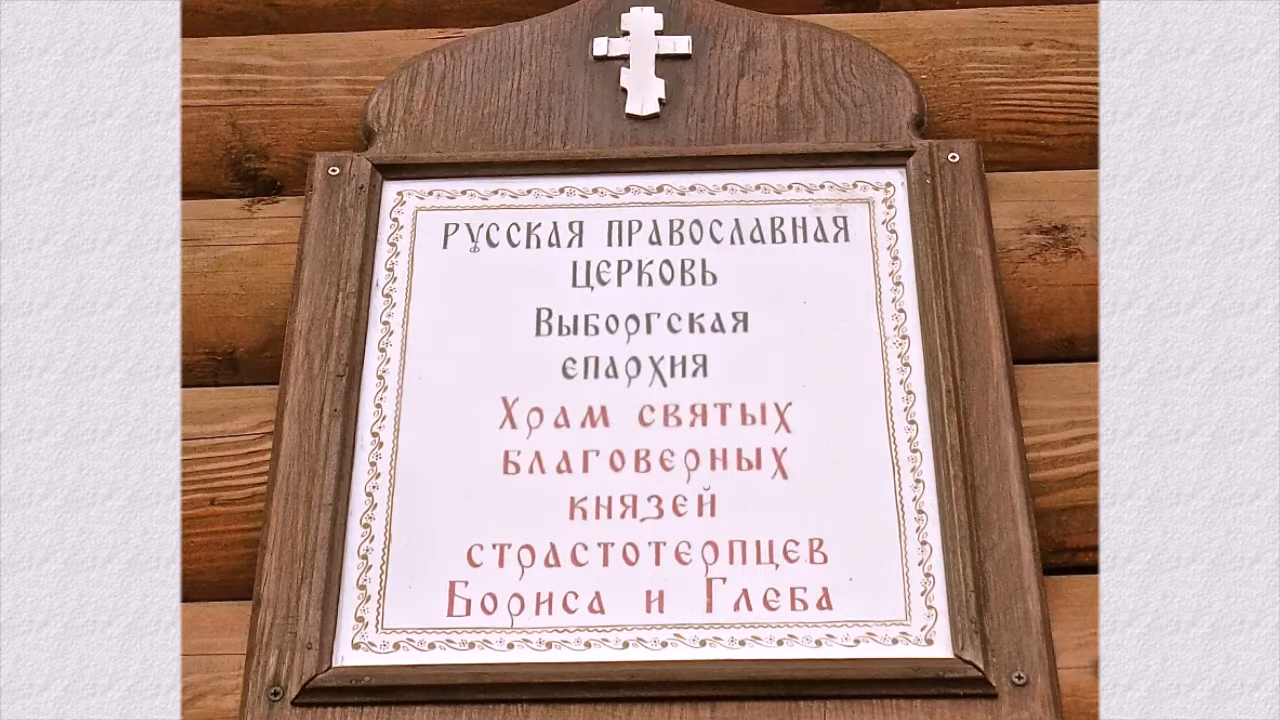 РУССКАЯ ПРАВОСЛАВНАЯ
ЦЕРКОВЬ
Выборгская
епархия
Храм святых
благоверных
князей
страстотерпцев
Бориса и Глеба